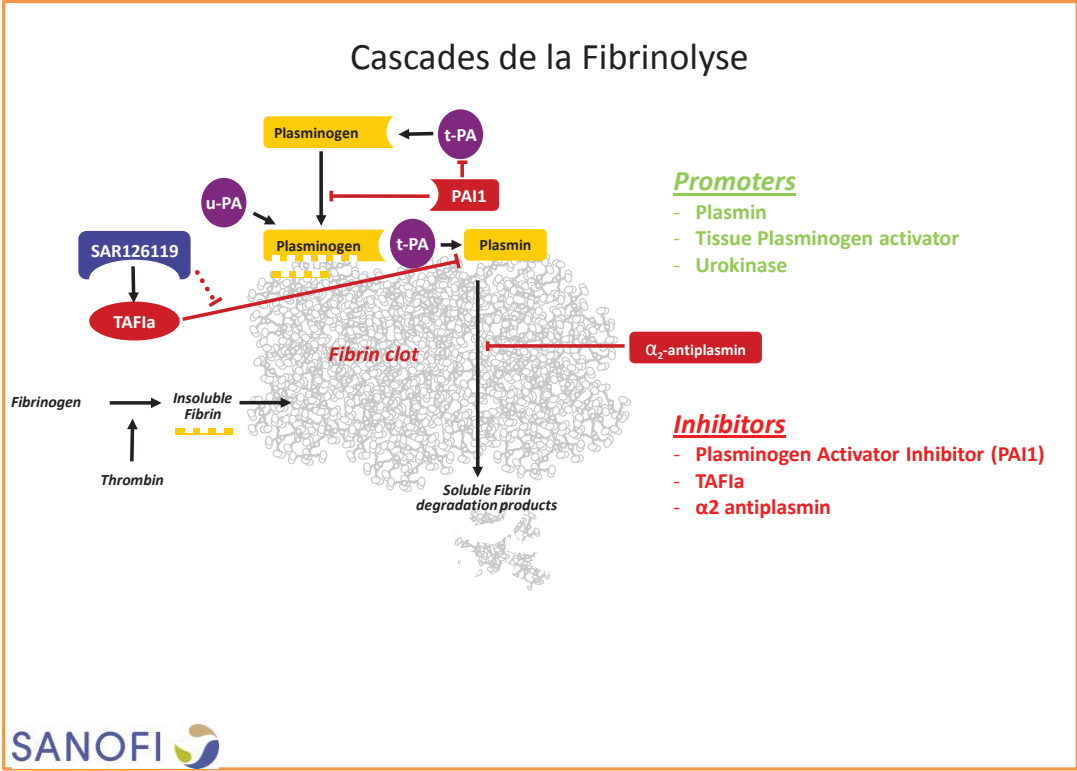 Cascades de la Fibrinolyse
Plasminogen
t-PA
PAI1
u-PA
Plasminogen
t-PA
Plasmin
SAR126119
TAFIa
Fibrin clot
α2-antiplasmin
Fibrinogen
Insoluble
Fibrin
Thrombin
Soluble Fibrin
degradation products
Promoters
- Plasmin
- Tissue Plasminogen activator
- Urokinase
Inhibitors
- Plasminogen Activator Inhibitor (PAI1)
- TAFIa
- α2 antiplasmin
SANOFI